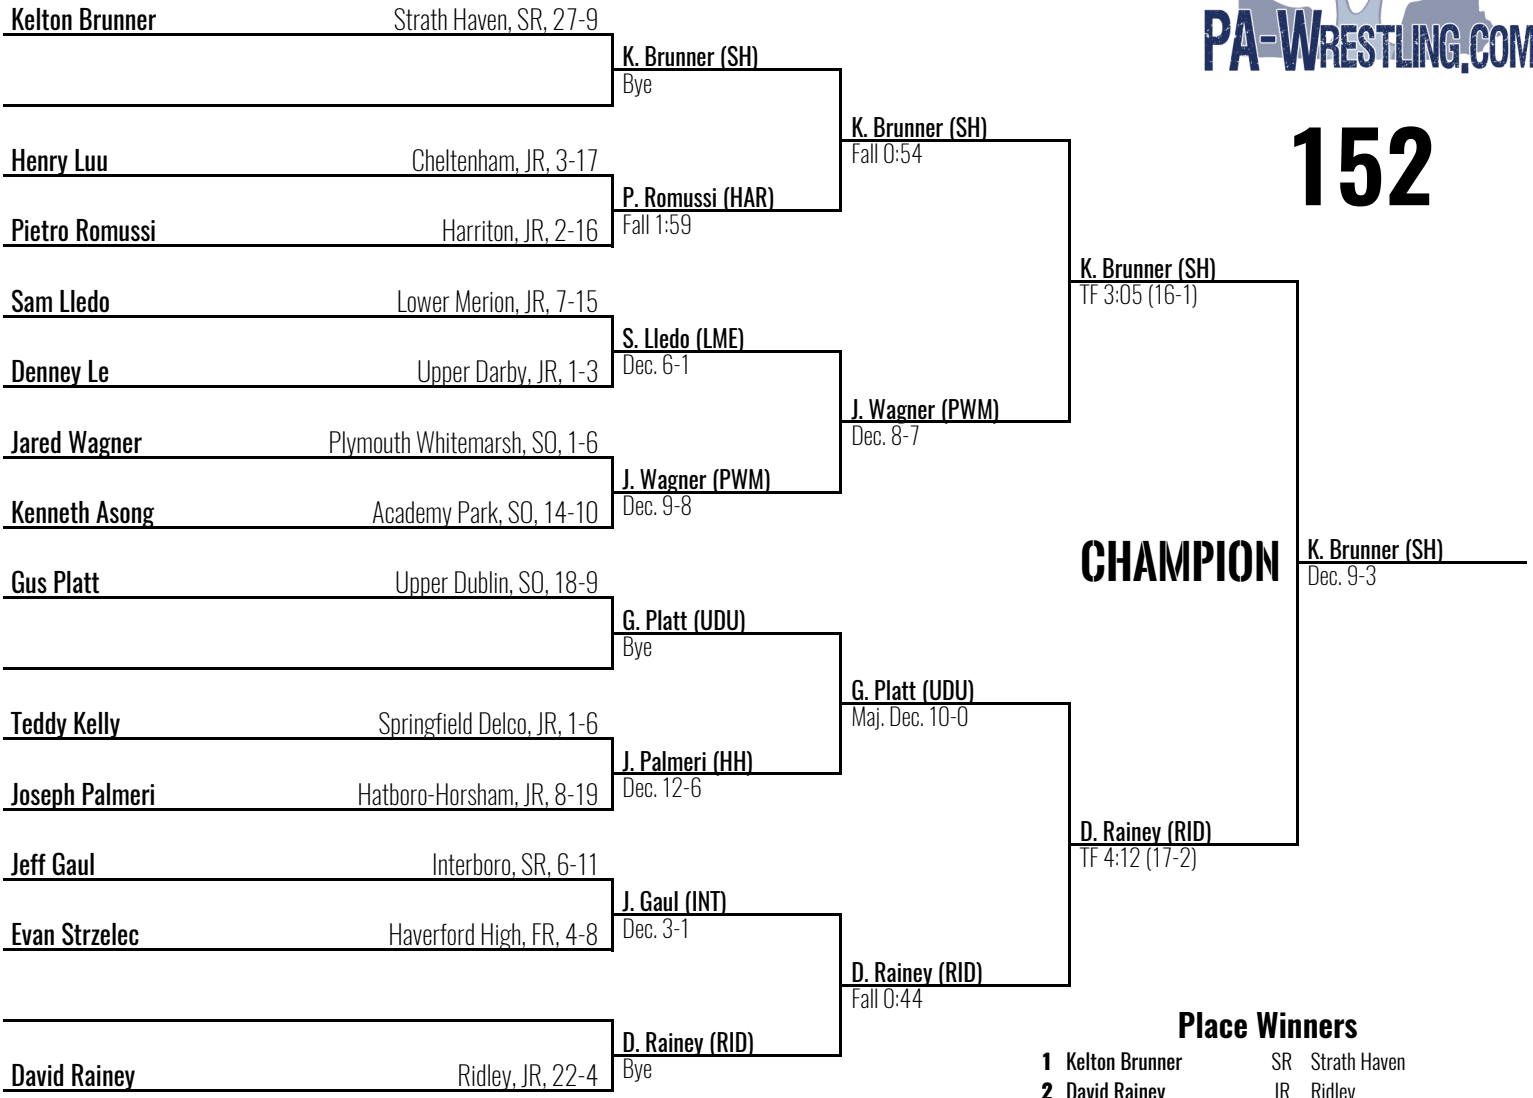 PA-WRESTLING.COM
152
Kelton Brunner Strath Haven, SR, 27-9
K. Brunner (SH)
Bye
K. Brunner (SH)
Fall 0:54
Henry Luu Cheltenham, JR, 3-17
P. Romussi (HAR)
Fall 1:59
Pietro Romussi Harriton, JR, 2-16
K. Brunner (SH)
TF 3:05 (16-1)
Sam Lledo Lower Merion, JR, 7-15
S. Lledo (LME)
Dec. 6-1
Denney Le Upper Darby, JR, 1-3
J. Wagner (PWM)
Dec. 8-7
Jared Wagner Plymouth Whitemarsh, SO, 1-6
J. Wagner (PWM)
Dec. 9-8
Kenneth Asong Academy Park, SO, 14-10
CHAMPION
K. Brunner (SH)
Dec. 9-3
Gus Platt Upper Dublin, SO, 18-9
G. Platt (UDU)
Bye
G. Platt (UDU)
Maj. Dec. 10-0
Teddy Kelly Springfield Delco, JR, 1-6
J. Palmeri (HH)
Dec. 12-6
Joseph Palmeri Hatboro-Horsham, JR, 8-19
D. Rainey (RID)
TF 4:12 (17-2)
Jeff Gaul Interboro, SR, 6-11
J. Gaul (INT)
Dec. 3-1
Evan Strzelec Haverford High, FR, 4-8
D. Rainey (RID)
Fall 0:44
D. Rainey (RID)
Bye
David Rainey Ridley, JR, 22-4
Place Winners
1 Kelton Brunner SR Strath Haven
2 David Rainey JR Ridley